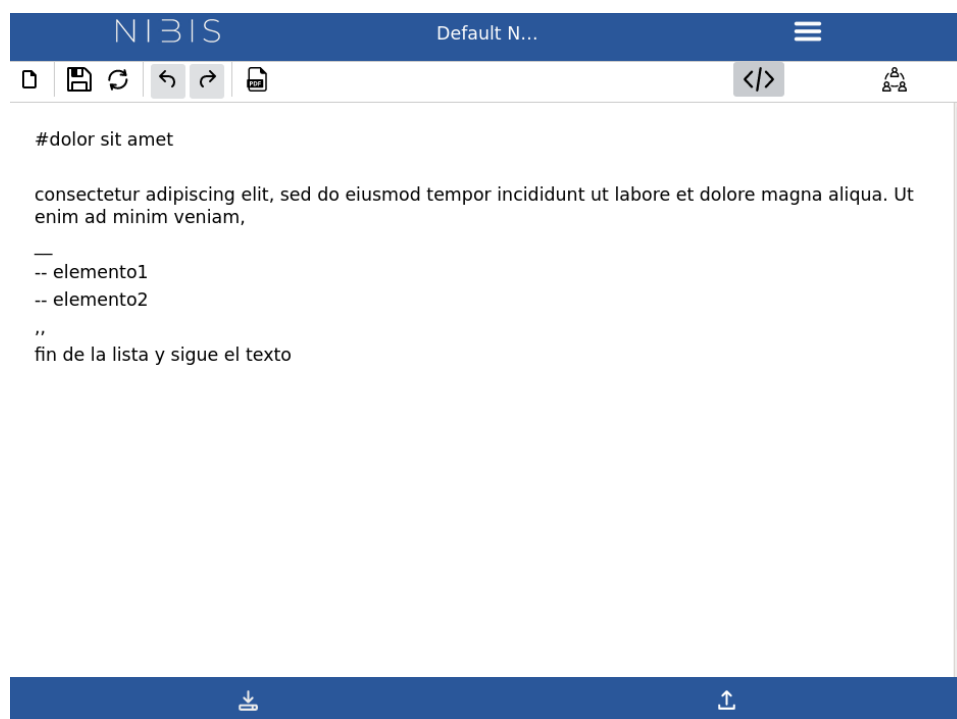 NIBIS
Default N...
PDF
</>
#dolor sit amet
consectetur adipiscing elit, sed do eiusmod tempor incididunt ut labore et dolore magna aliqua. Ut
enim ad minim veniam,
__
-- elemento1
-- elemento2
,,
fin de la lista y sigue el texto